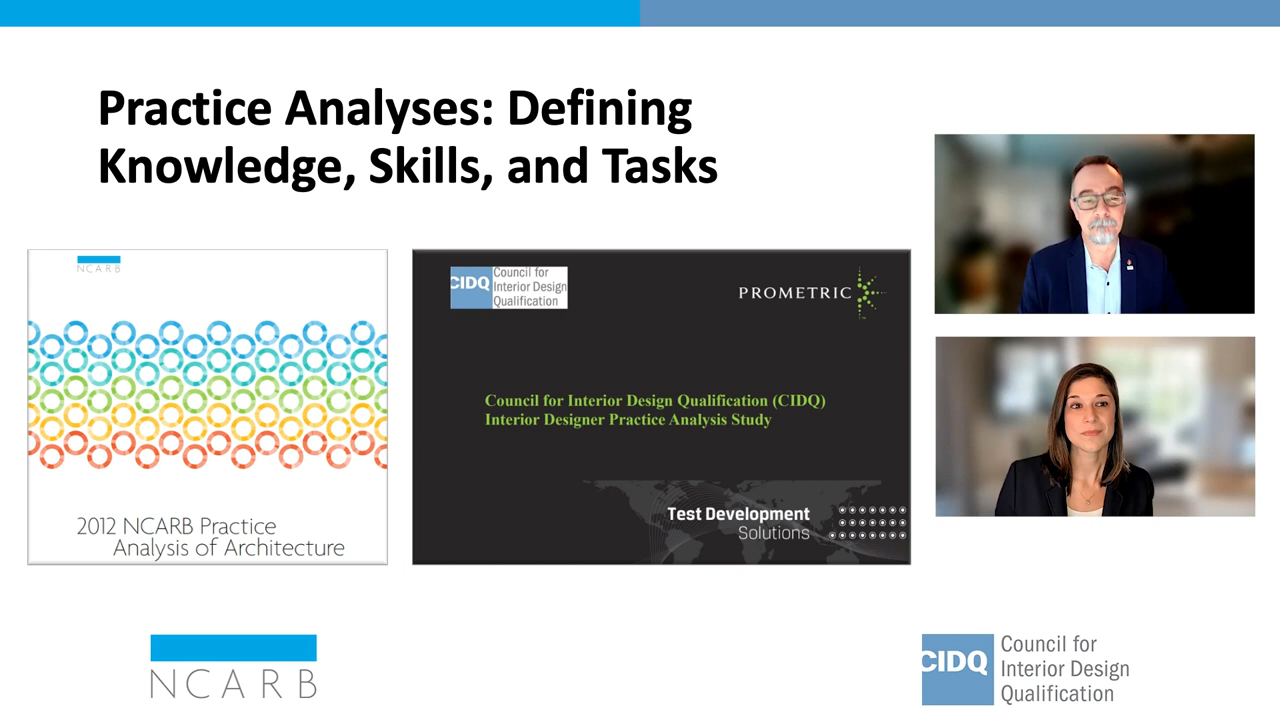 Practice Analyses: Defining
Knowledge, Skills, and Tasks
NCARB
2012 NCARB Practice
Analysis of Architecture
CIDQ
Council for
Interior Design
Qualification
PROMETRIC
Council for Interior Design Qualification (CIDQ)
Interior Designer Practice Analysis Study
Test Development
Solutions
NCARB
CIDQ
Council for
Interior Design
Qualification